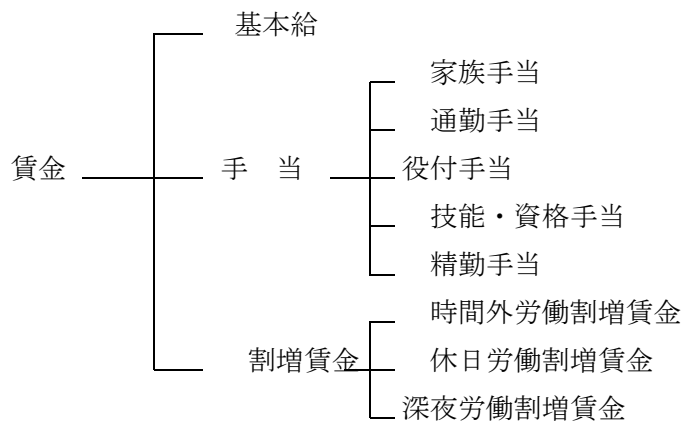 基本給
家族手当
通勤手当
賃金 手　当 役付手当
技能・資格手当
精勤手当
時間外労働割増賃金
割増賃金 休日労働割増賃金
深夜労働割増賃金